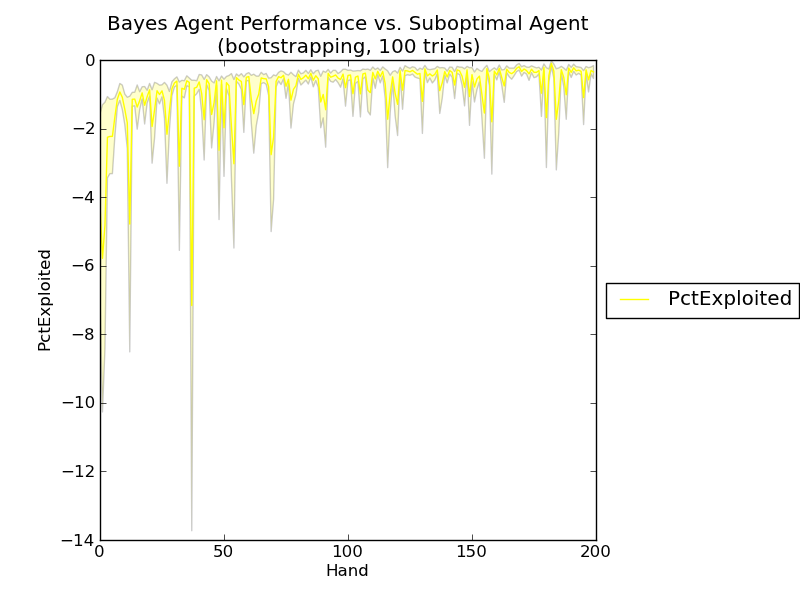 Bayes Agent Performance vs. Suboptimal Agent
(bootstrapping, 100 trials)
0
−2
−4
−6
−8
−10
−12
−14
PctExploited
0 50 100 150 200
Hand
PctExploited